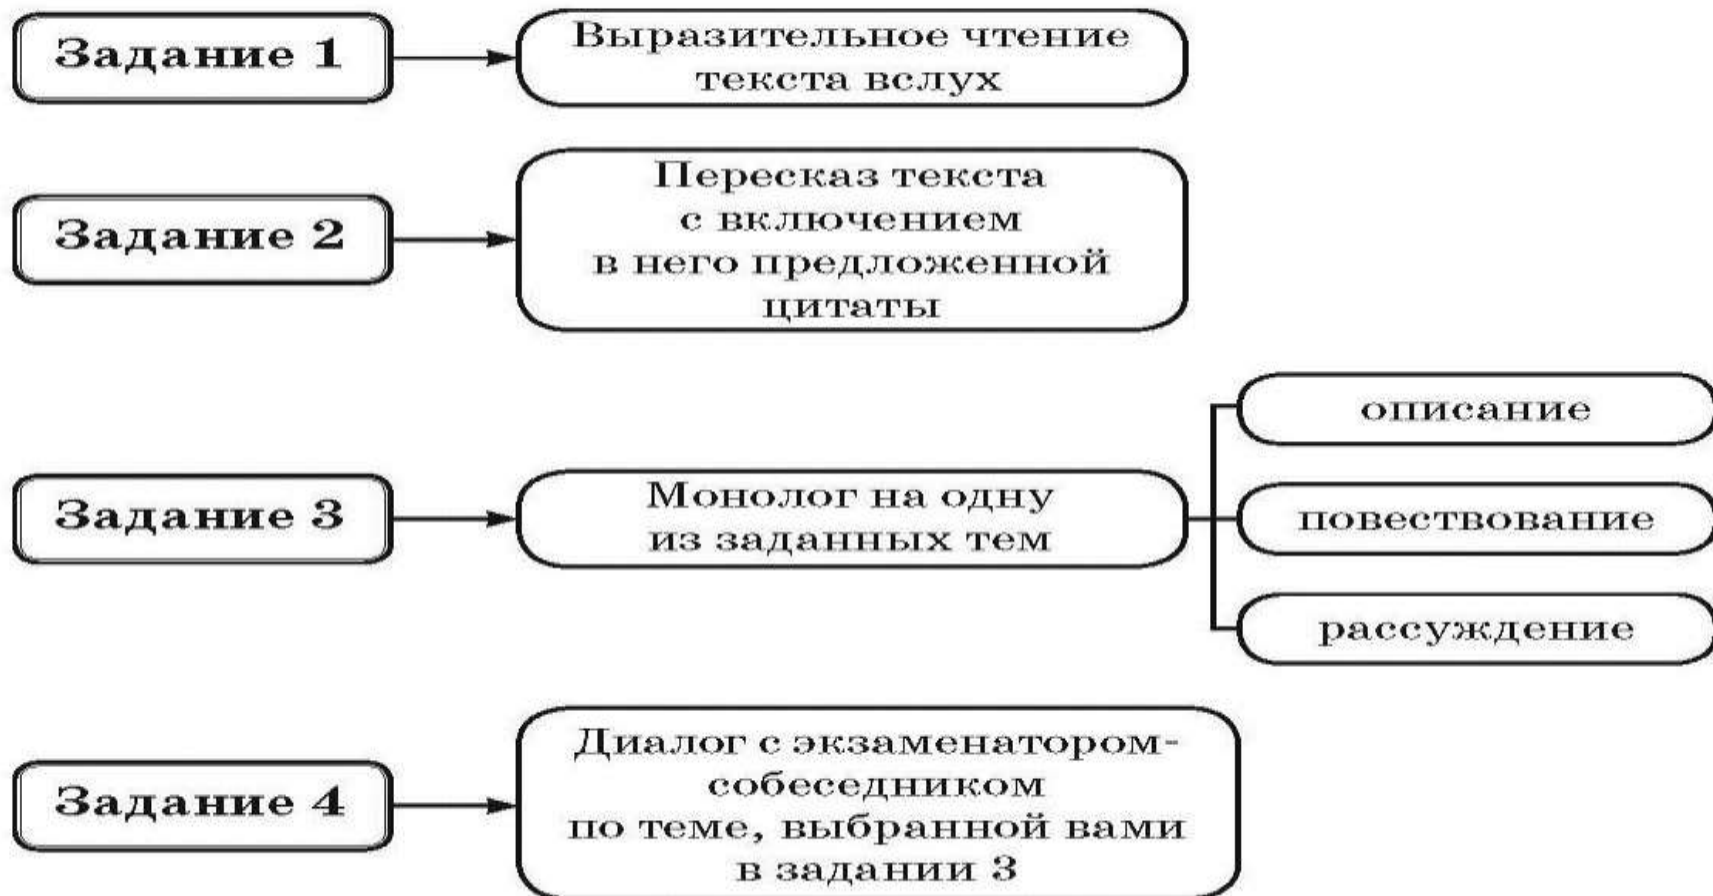 Задание 1
Выразительное чтение
текста вслух
Задание 2
Пересказ текста
с включением
в него предложенной
цитаты
Задание 3
Монолог на одну
из заданных тем
описание
повествование
рассуждение
Задание 4
Диалог с экзаменатором-
собеседником
по теме, выбранной вами
в задании 3